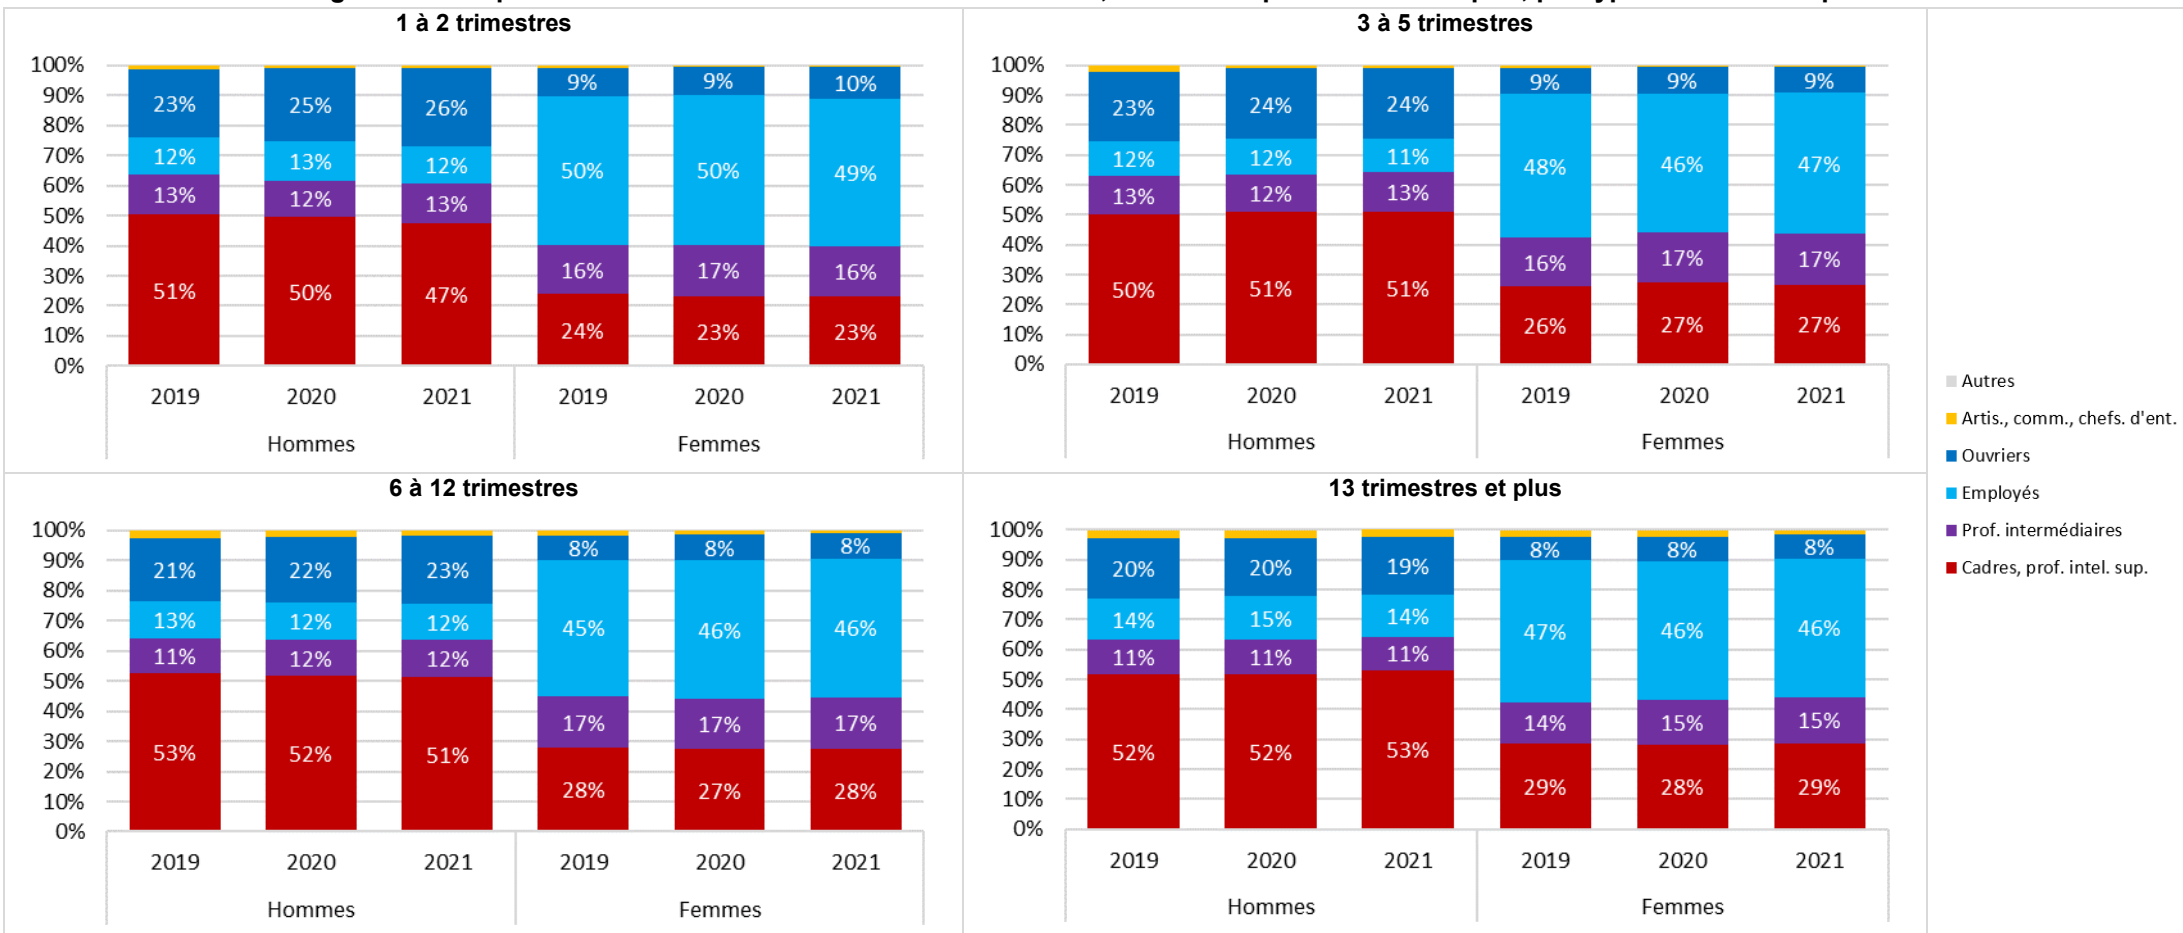 1 à 2 trimestres
100%
90%
80%
70%
60%
50%
40%
30%
20%
10%
0%
23% 25% 26% 9% 9% 10%
12% 13% 12% 50% 50% 49%
13% 12% 13% 16% 17% 16%
51% 50% 47% 24% 23% 23%
2019 2020 2021 2019 2020 2021
Hommes Femmes
3 à 5 trimestres
100%
90%
80%
70%
60%
50%
40%
30%
20%
10%
0%
23% 24% 24% 9% 9% 9%
12% 12% 11% 48% 46% 47%
13% 12% 13% 16% 17% 17%
50% 51% 51% 26% 27% 27%
2019 2020 2021 2019 2020 2021
Hommes Femmes
6 à 12 trimestres
100%
90%
80%
70%
60%
50%
40%
30%
20%
10%
0%
21% 22% 23% 8% 8% 8%
13% 12% 12% 45% 46% 46%
11% 12% 12% 17% 17% 17%
53% 52% 51% 28% 27% 28%
2019 2020 2021 2019 2020 2021
Hommes Femmes
13 trimestres et plus
100%
90%
80%
70%
60%
50%
40%
30%
20%
10%
0%
20% 20% 19% 8% 8% 8%
14% 15% 14% 47% 46% 46%
11% 11% 11% 14% 15% 15%
52% 52% 53% 29% 28% 29%
2019 2020 2021 2019 2020 2021
Hommes Femmes
Autres
Artis., comm., chefs. d'ent.
Ouvriers
Employés
Prof. intermédiaires
Cadres, prof. intel. sup.